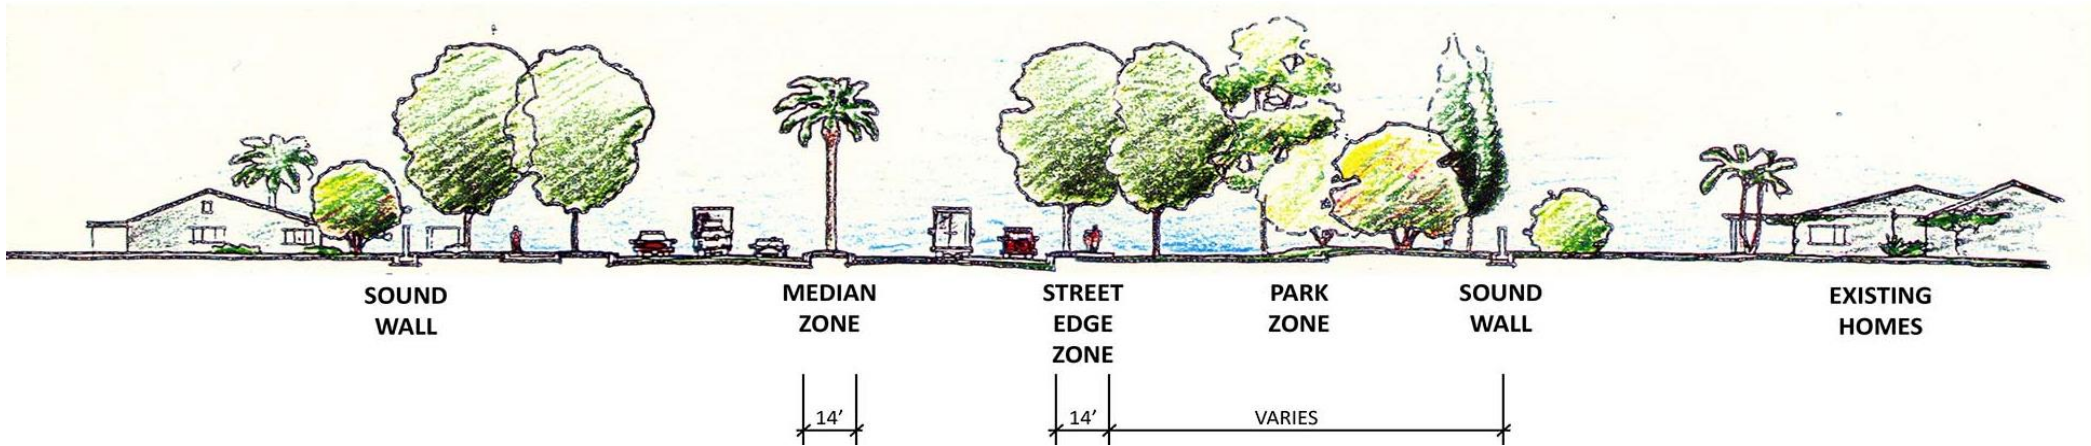 SOUND
WALL
MEDIAN
ZONE
STREET
EDGE
ZONE
PARK
ZONE
SOUND
WALL
EXISTING
HOMES
14’
14’
VARIES